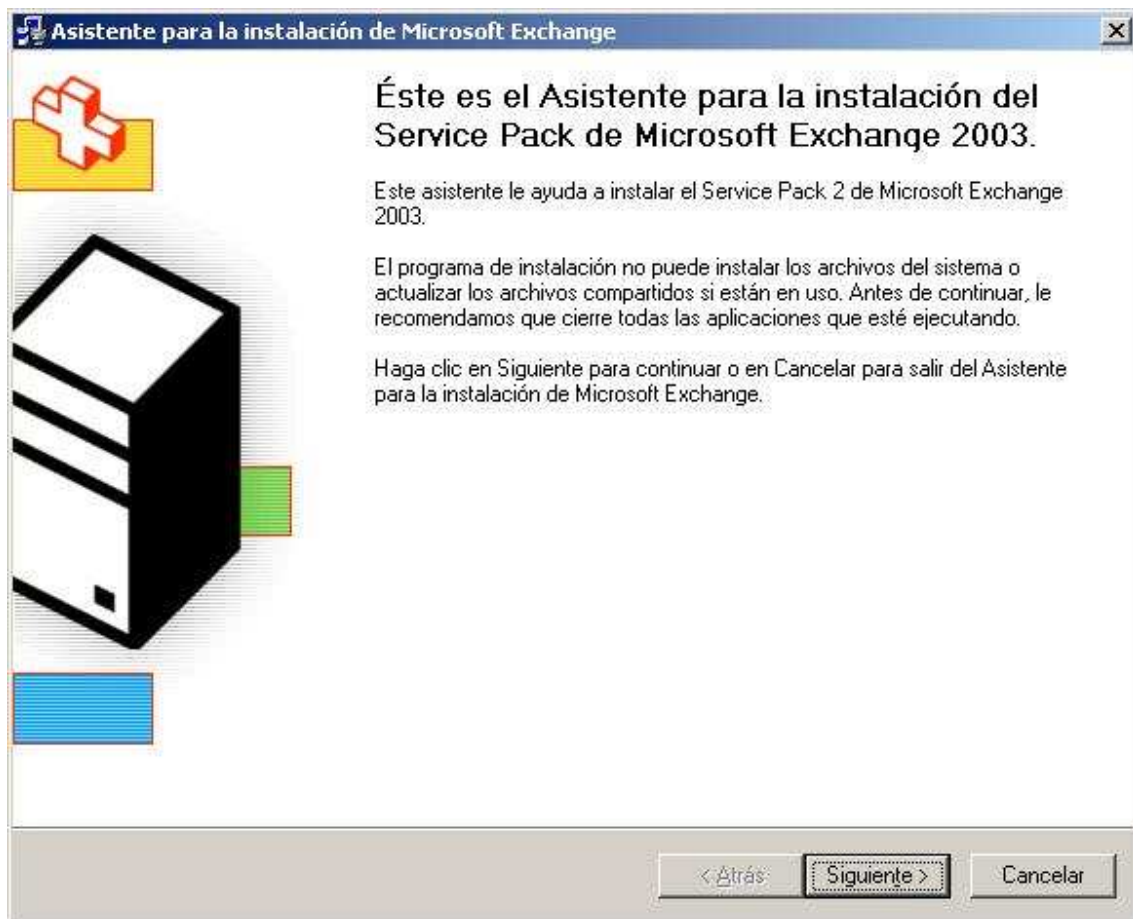 Asistente para la instalación de Microsoft Exchange
Éste es el Asistente para la instalación del
Service Pack de Microsoft Exchange 2003.
Este asistente le ayuda a instalar el Service Pack 2 de Microsoft Exchange
2003.
El programa de instalación no puede instalar los archivos del sistema o
actualizar los archivos compartidos si están en uso. Antes de continuar, le
recomendamos que cierre todas las aplicaciones que esté ejecutando.
Haga clic en Siguiente para continuar o en Cancelar para salir del Asistente
para la instalación de Microsoft Exchange.
< Atrás
Siguiente >
Cancelar